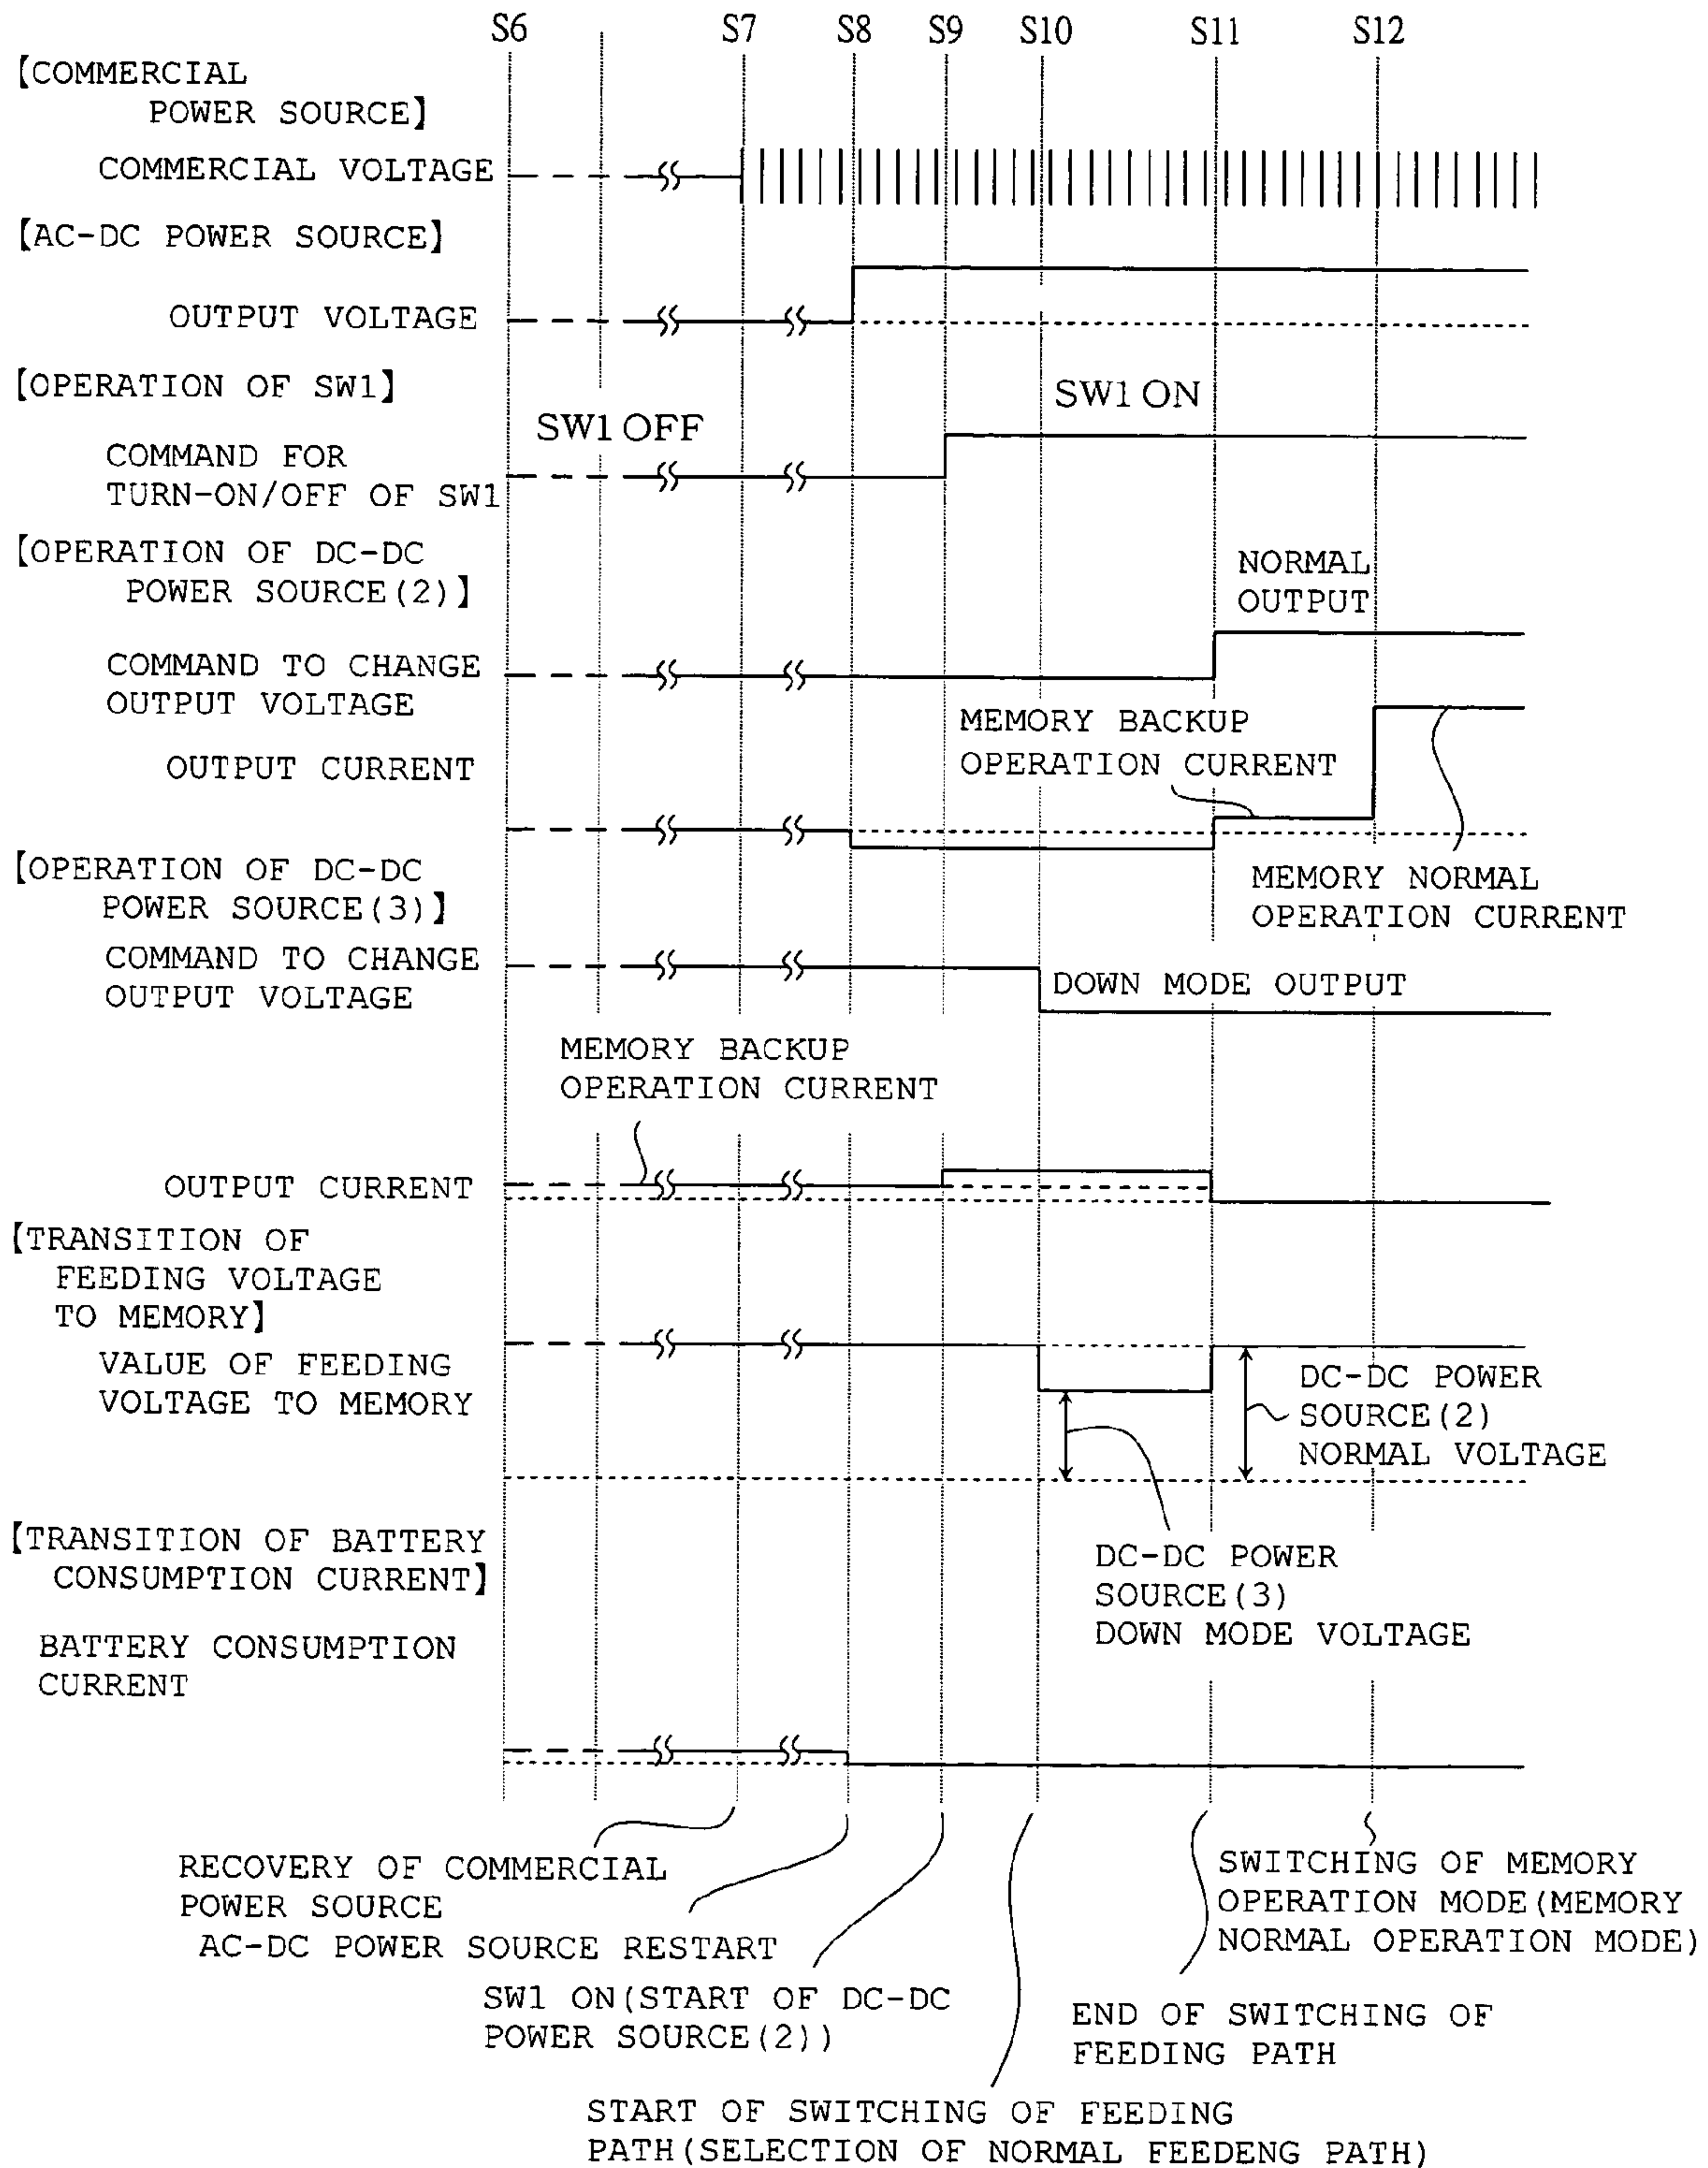 S6 S7 S8 S9 S10 S11 S12
【COMMERCIAL
POWER SOURCE】
COMMERCIAL VOLTAGE
【AC-DC POWER SOURCE】
OUTPUT VOLTAGE
【OPERATION OF SW1】
SW1 ON
SW1 OFF
COMMAND FOR
TURN-ON/OFF OF SW1
【OPERATION OF DC-DC
POWER SOURCE(2)】
NORMAL
OUTPUT
COMMAND TO CHANGE
OUTPUT VOLTAGE
MEMORY BACKUP
OPERATION CURRENT
OUTPUT CURRENT
MEMORY NORMAL
OPERATION CURRENT
【OPERATION OF DC-DC
POWER SOURCE(3)】
COMMAND TO CHANGE
OUTPUT VOLTAGE
DOWN MODE OUTPUT
MEMORY BACKUP
OPERATION CURRENT
OUTPUT CURRENT
【TRANSITION OF
FEEDING VOLTAGE
TO MEMORY】
VALUE OF FEEDING
VOLTAGE TO MEMORY
DC-DC POWER
SOURCE(2)
NORMAL VOLTAGE
DC-DC POWER
SOURCE(3)
DOWN MODE VOLTAGE
【TRANSITION OF BATTERY
CONSUMPTION CURRENT】
BATTERY CONSUMPTION
CURRENT
RECOVERY OF COMMERCIAL
POWER SOURCE
AC-DC POWER SOURCE RESTART
SW1 ON(START OF DC-DC
POWER SOURCE(2))
START OF SWITCHING OF FEEDING
PATH(SELECTION OF NORMAL FEEDENG PATH)
END OF SWITCHING OF
FEEDING PATH
SWITCHING OF MEMORY
OPERATION MODE(MEMORY
NORMAL OPERATION MODE)